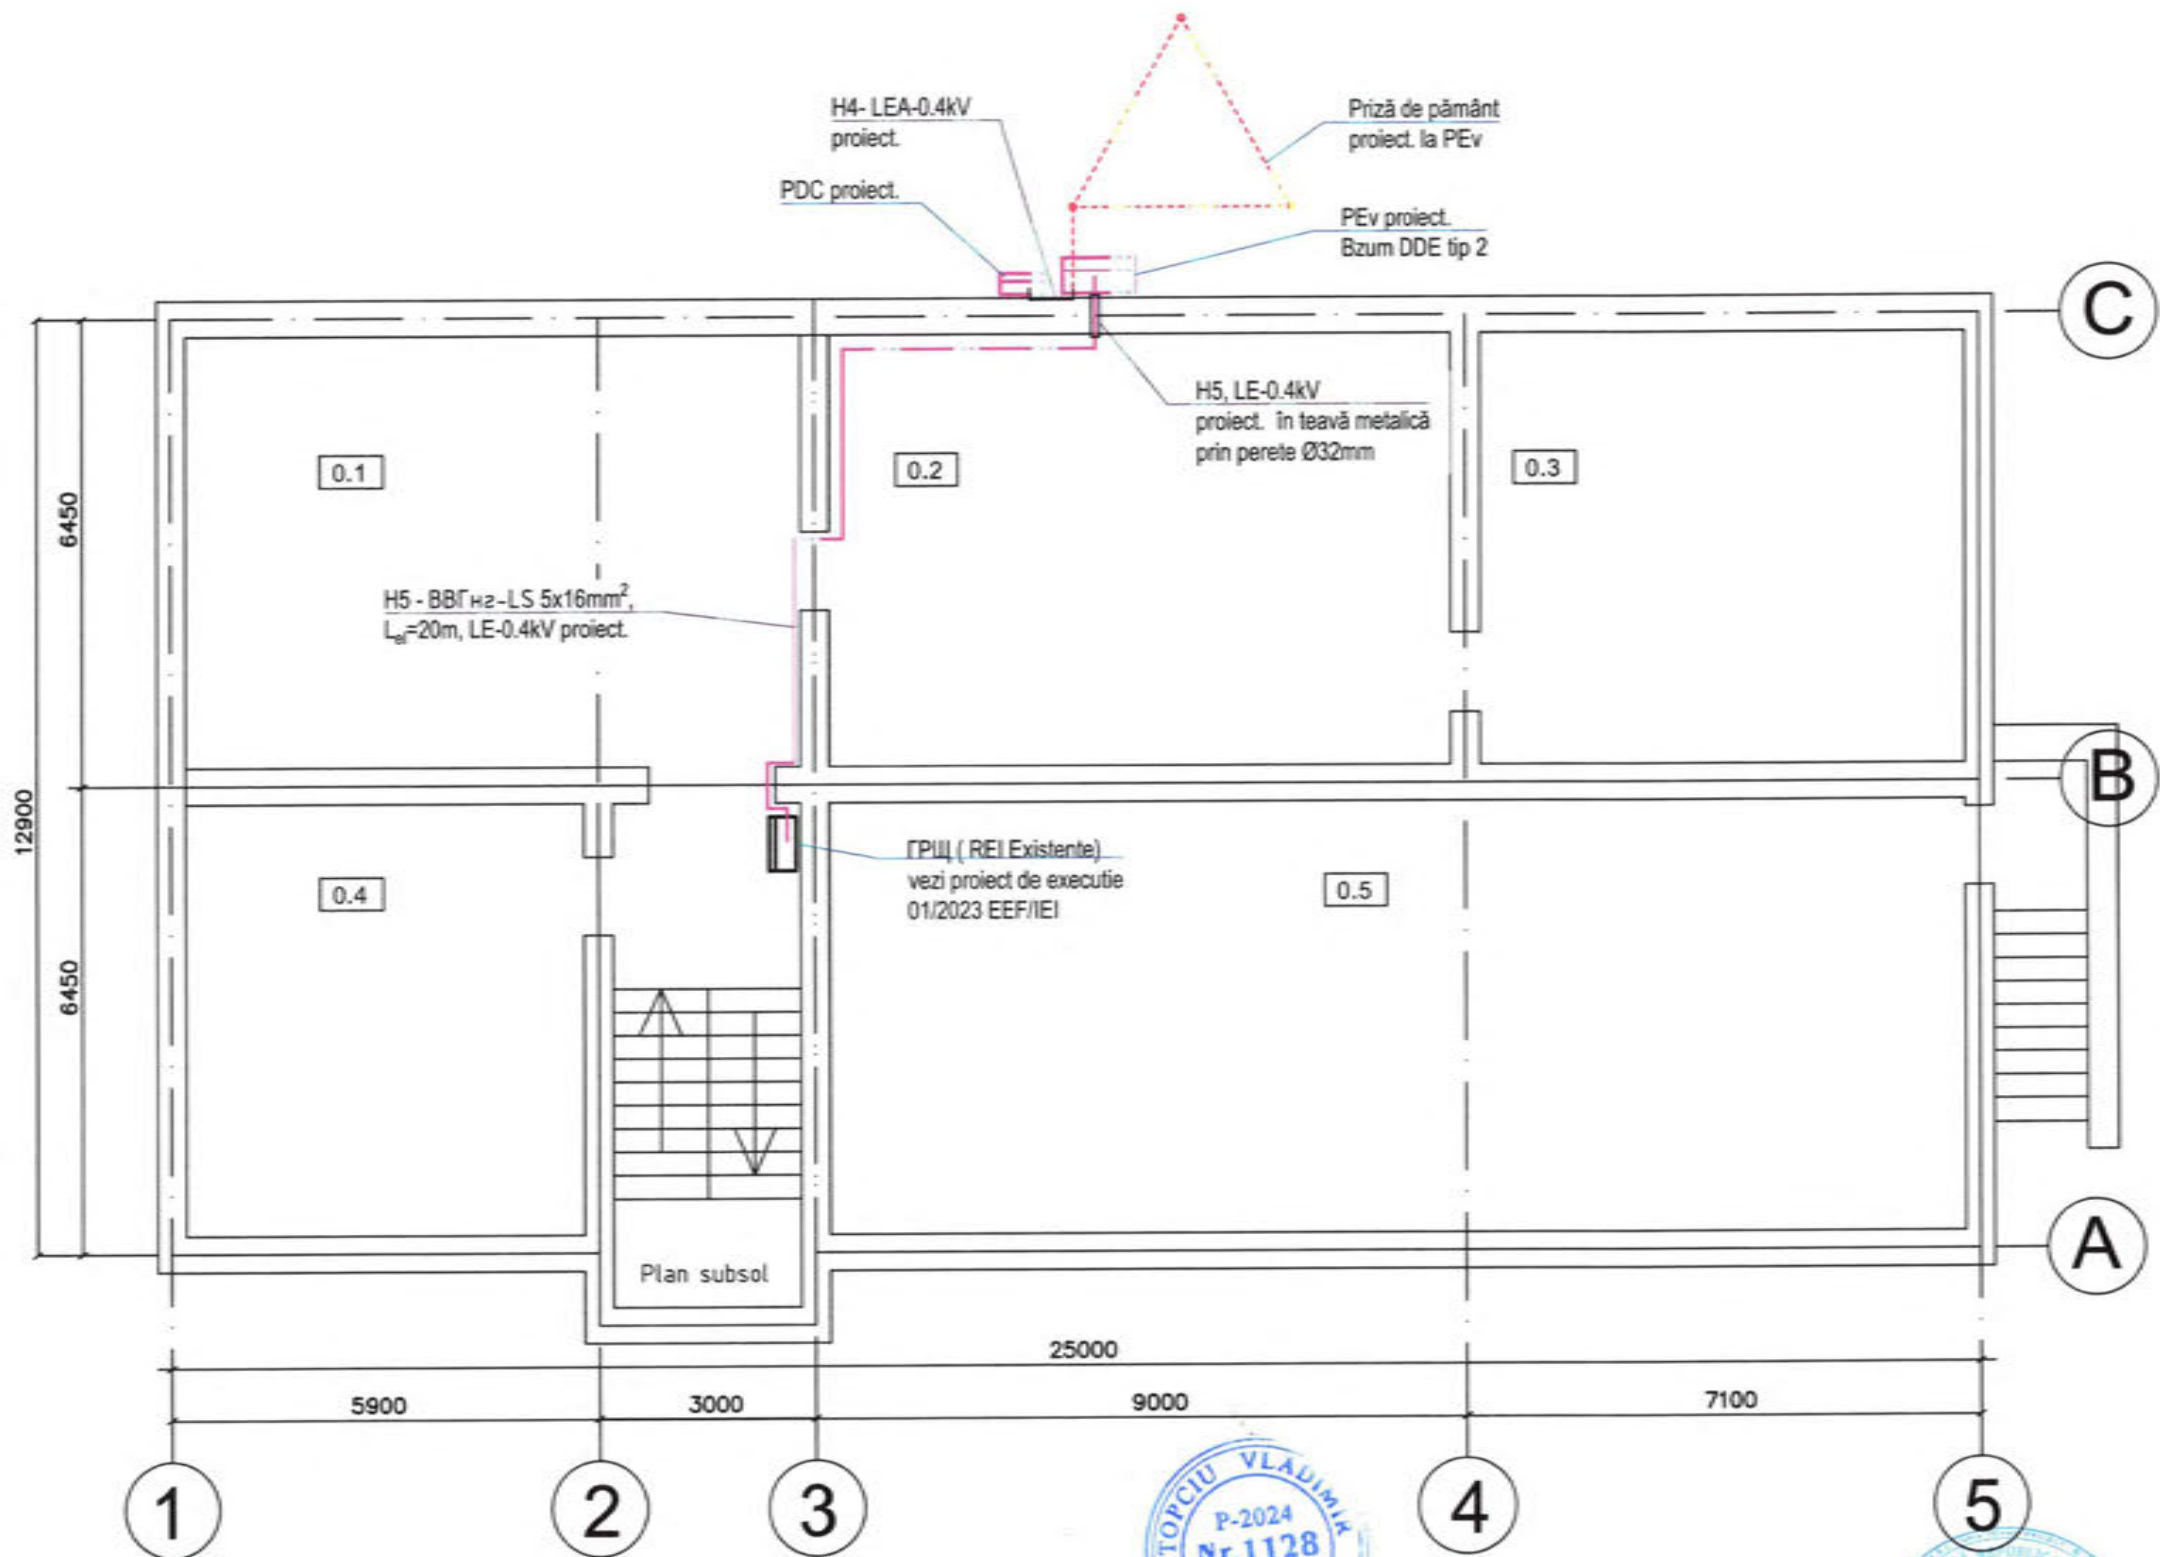 H4- LEA-0.4kV
proiect.
Priză de pământ
proiect. la PEv
PDC proiect.
PEv proiect.
Bzum DDE tip 2
C
H5, LE-0.4kV
proiect. în teavă metalică
prin perete Ø32mm
0.1
0.2
0.3
6450
H5 - ВВГнг-LS 5x16mm²,
Lel=20m, LE-0.4kV proiect.
B
12900
ГРЩ ( REI Existente)
vezi proiect de executie
01/2023 EEF/IEI
0.4
0.5
6450
A
Plan subsol
25000
5900
3000
9000
7100
1
2
3
4
5
TOPCIU VLADIMIR
P-2024
Nr.1128